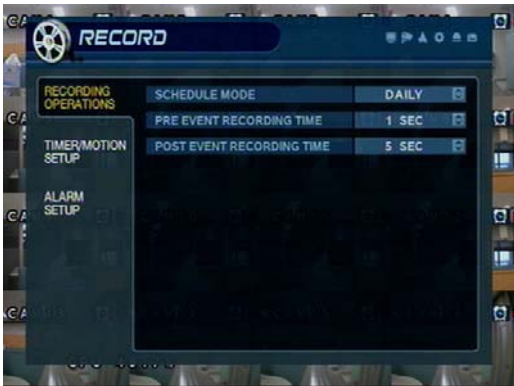 RECORD
RECORDING OPERATIONS
SCHEDULE MODE DAILY
PRE EVENT RECORDING TIME 1 SEC
POST EVENT RECORDING TIME 5 SEC
TIMER/MOTION SETUP
ALARM SETUP